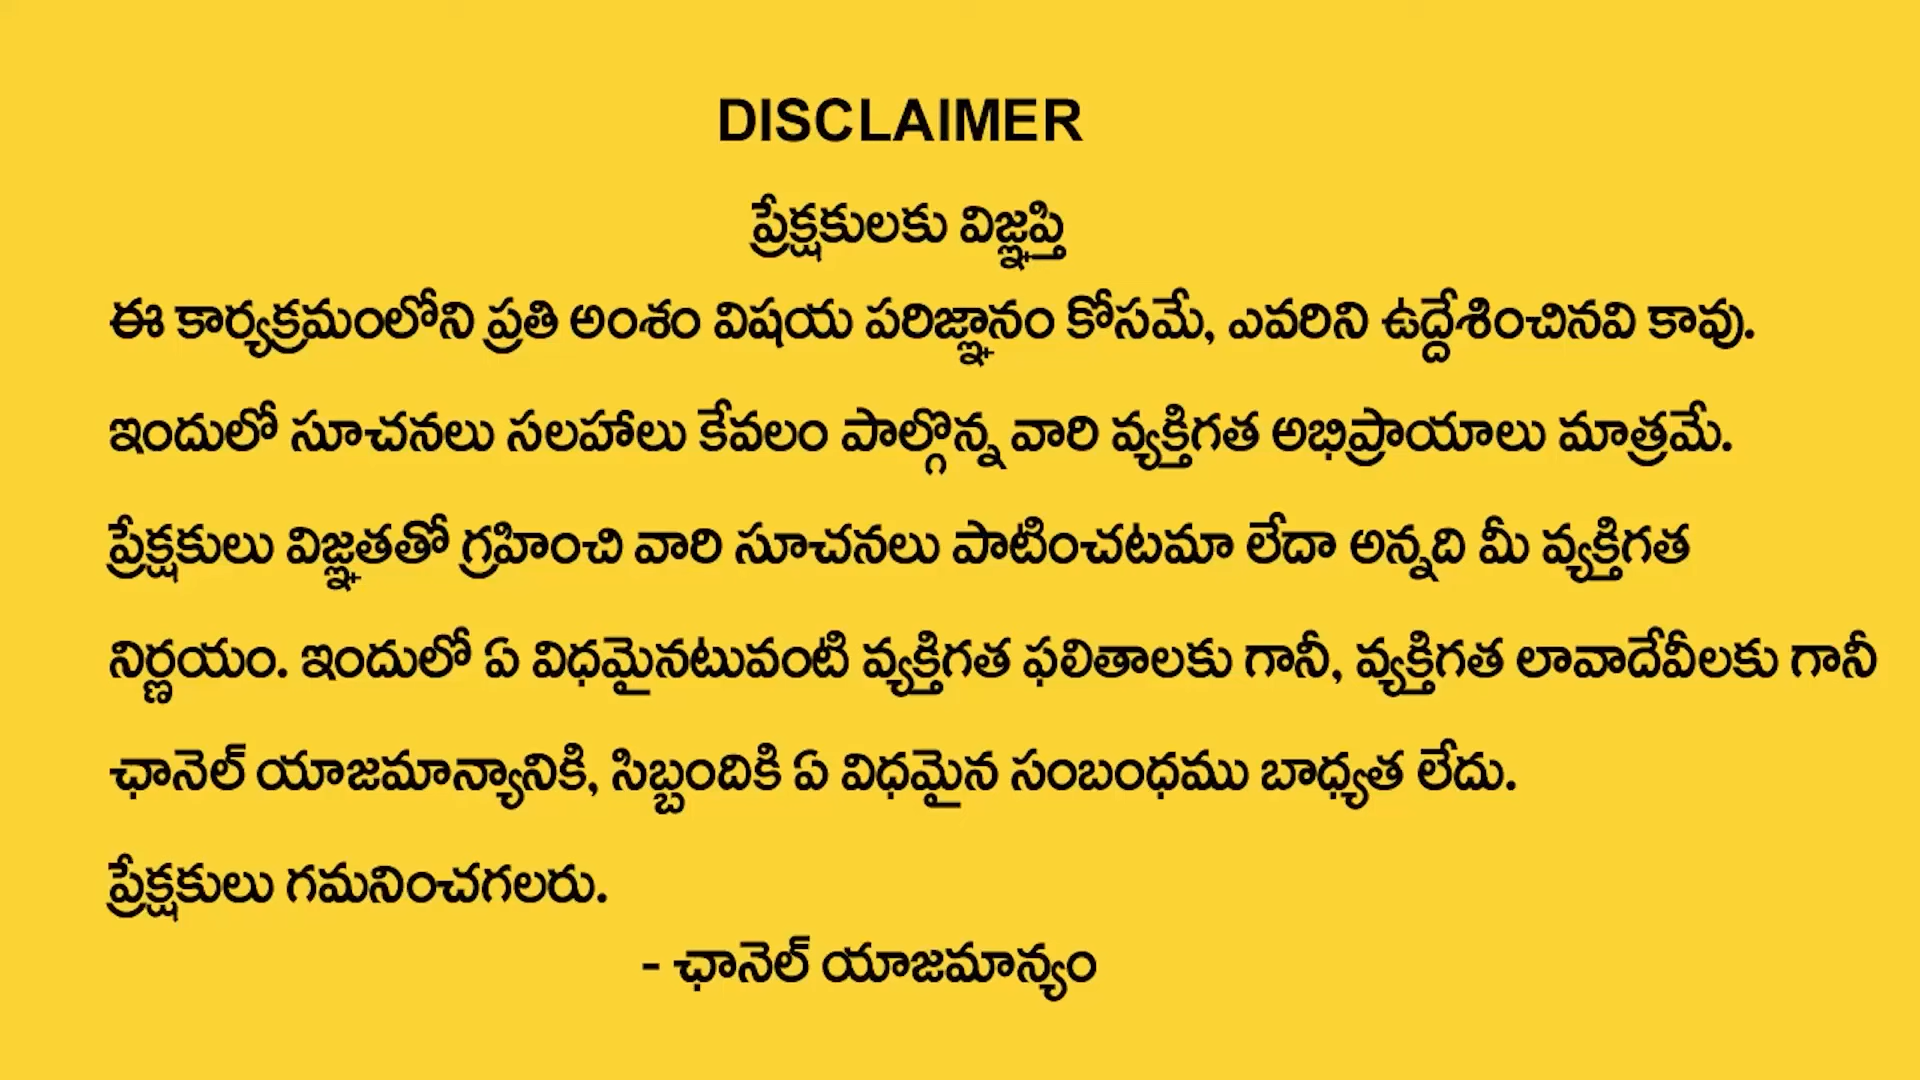 DISCLAIMER
ప్రేక్షకులకు విజ్ఞప్తి
ఈ కార్యక్రమంలోని ప్రతి అంశం విషయ పరిజ్ఞానం కోసమే, ఎవరిని ఉద్దేశించినవి కావు.
ఇందులో సూచనలు సలహాలు కేవలం పాల్గొన్న వారి వ్యక్తిగత అభిప్రాయాలు మాత్రమే.
ప్రేక్షకులు విజ్ఞతతో గ్రహించి వారి సూచనలు పాటించటమా లేదా అన్నది మీ వ్యక్తిగత
నిర్ణయం. ఇందులో ఏ విధమైనటువంటి వ్యక్తిగత ఫలితాలకు గానీ, వ్యక్తిగత లావాదేవీలకు గానీ
ఛానెల్ యాజమాన్యానికి, సిబ్బందికి ఏ విధమైన సంబంధము బాధ్యత లేదు.
ప్రేక్షకులు గమనించగలరు.
- ఛానెల్ యాజమాన్యం